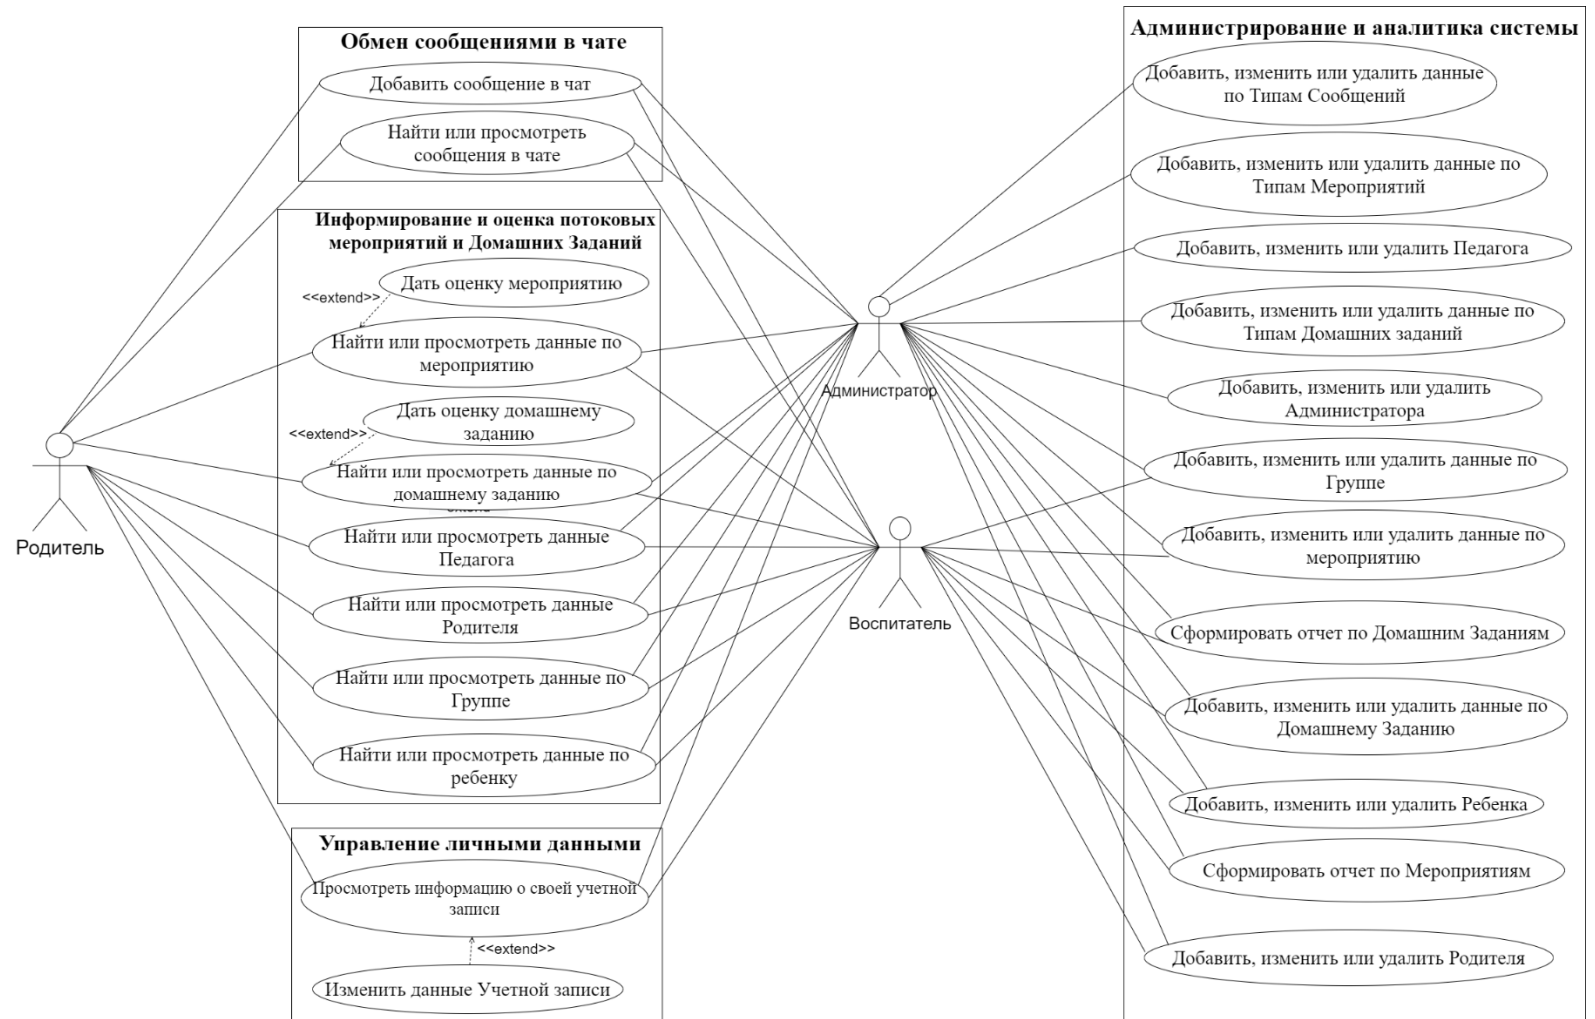 Обмен сообщениями в чате
Добавить сообщение в чат
Найти или просмотреть
сообщения в чате
Информирование и оценка потоковых
мероприятий и Домашних Заданий
Дать оценку мероприятию
<<extend>>
Найти или просмотреть данные по
мероприятию
Дать оценку домашнему
заданию
<<extend>>
Найти или просмотреть данные по
домашнему заданию
Найти или просмотреть данные
Педагога
Найти или просмотреть данные
Родителя
Найти или просмотреть данные по
Группе
Найти или просмотреть данные по
ребенку
Управление личными данными
Просмотреть информацию о своей учетной
записи
<<extend>>
Изменить данные Учетной записи
Родитель
Администратор
Воспитатель
Администрирование и аналитика системы
Добавить, изменить или удалить данные
по Типам Сообщений
Добавить, изменить или удалить данные по
Типам Мероприятий
Добавить, изменить или удалить Педагога
Добавить, изменить или удалить данные по
Типам Домашних заданий
Добавить, изменить или удалить
Администратора
Добавить, изменить или удалить данные по
Группе
Добавить, изменить или удалить данные по
мероприятию
Сформировать отчет по Домашним Заданиям
Добавить, изменить или удалить данные по
Домашнему Заданию
Добавить, изменить или удалить Ребенка
Сформировать отчет по Мероприятиям
Добавить, изменить или удалить Родителя